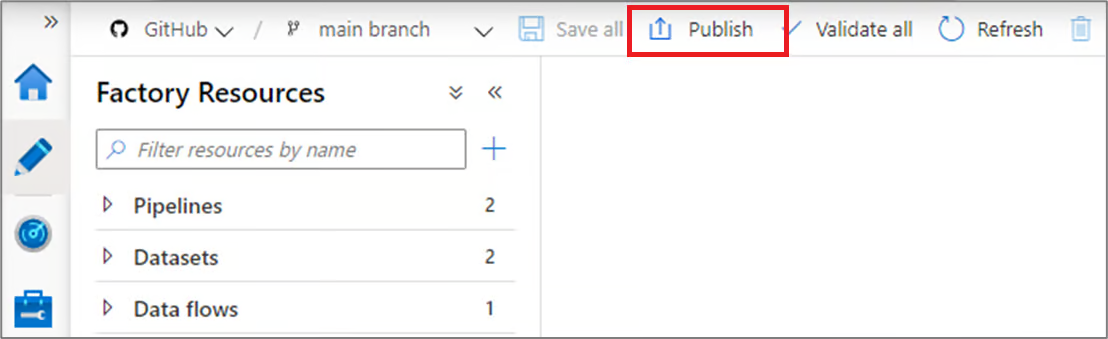 GitHub / main branch Save all Publish Validate all Refresh
Factory Resources
Filter resources by name
Pipelines 2
Datasets 2
Data flows 1